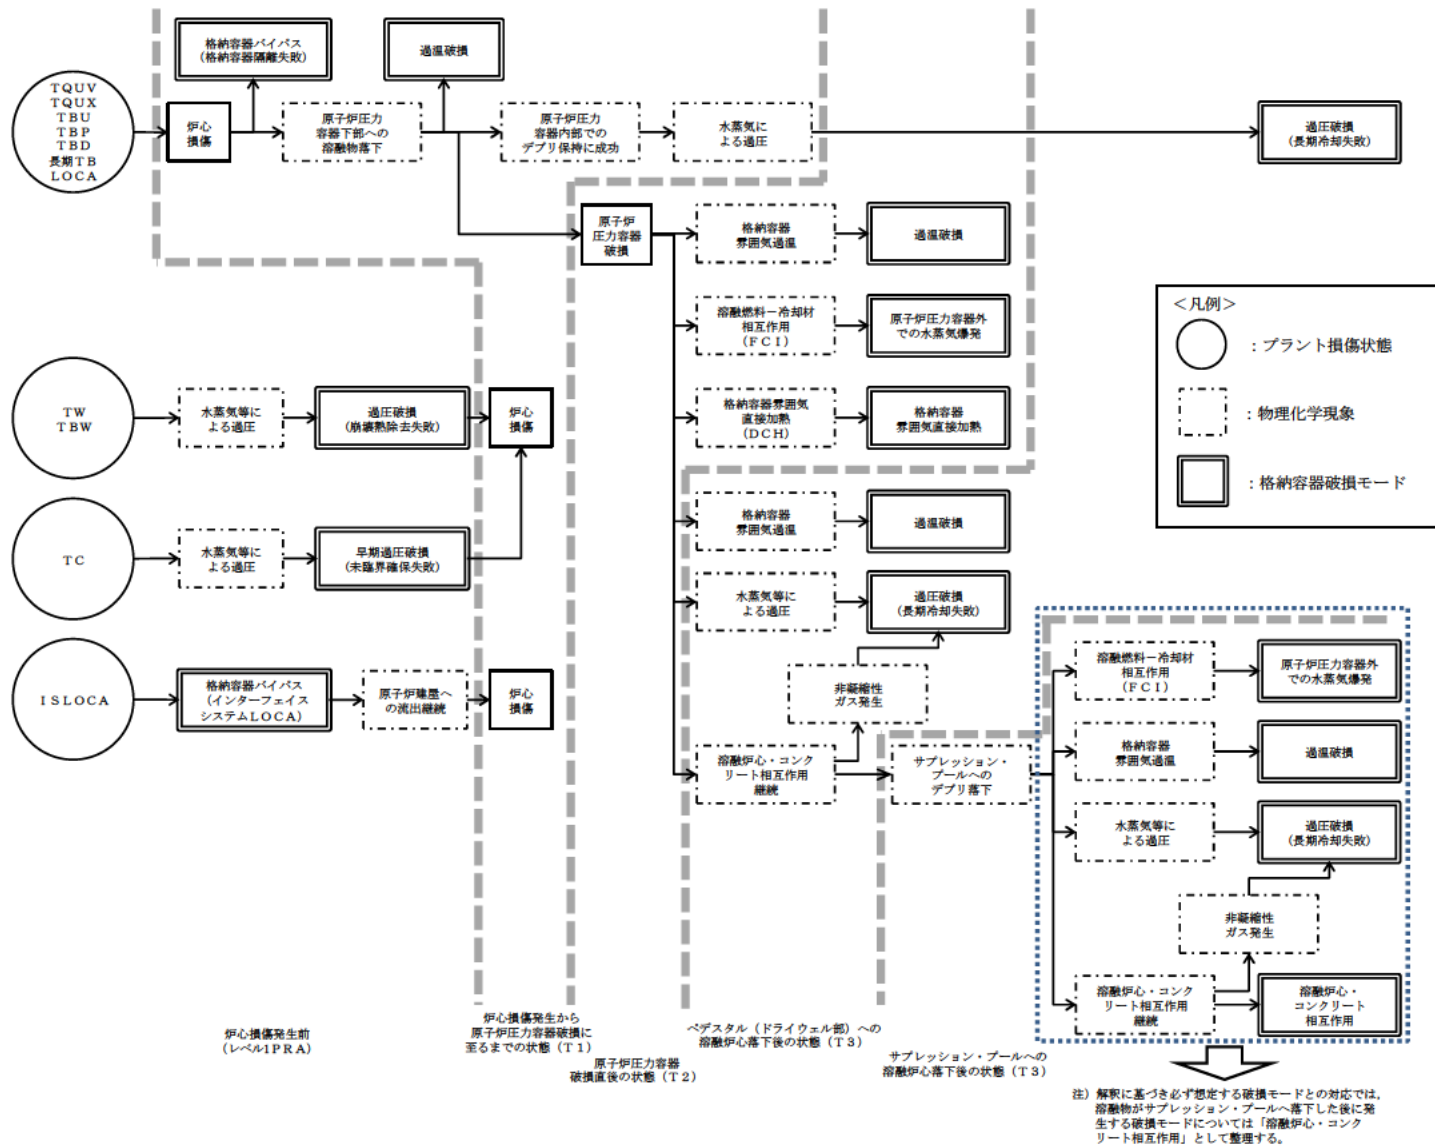 TQUV
TQUX
TBU
TBP
TBD
長期TB
LOCA
炉心
損傷
格納容器バイパス
(格納容器隔離失敗)
原子炉圧力
容器下部への
溶融物落下
過温破損
原子炉圧力
容器内部での
デブリ保持に成功
水蒸気に
よる過圧
過圧破損
(長期冷却失敗)
原子炉
圧力容器
破損
格納容器
雰囲気過温
過温破損
溶融燃料－冷却材
相互作用
(FCI)
原子炉圧力容器外
での水蒸気爆発
格納容器雰囲気
直接加熱
(DCH)
格納容器
雰囲気直接加熱
＜凡例＞
：プラント損傷状態
：物理化学現象
：格納容器破損モード
TW
TBW
水蒸気等に
よる過圧
過圧破損
(崩壊熱除去失敗)
炉心
損傷
TC
水蒸気等に
よる過圧
早期過圧破損
(未臨界確保失敗)
ISLOCA
格納容器バイパス
(インターフェイス
システムLOCA)
原子炉建屋へ
の流出継続
炉心
損傷
格納容器
雰囲気過温
過温破損
水蒸気等に
よる過圧
過圧破損
(長期冷却失敗)
非凝縮性
ガス発生
溶融炉心・コンク
リート相互作用
継続
サプレッション・
プールへの
デブリ落下
溶融燃料－冷却材
相互作用
(FCI)
原子炉圧力容器外
での水蒸気爆発
格納容器
雰囲気過温
過温破損
水蒸気等に
よる過圧
過圧破損
(長期冷却失敗)
非凝縮性
ガス発生
溶融炉心・コンク
リート相互作用
継続
溶融炉心・
コンクリート
相互作用
炉心損傷発生前
(レベル1PRA)
炉心損傷発生から
原子炉圧力容器破損に
至るまでの状態(T1)
原子炉圧力容器
破損直後の状態(T2)
ペデスタル(ドライウェル部)への
溶融炉心落下後の状態(T3)
サプレッション・プールへの
溶融炉心落下後の状態(T3)
注）解釈に基づき必ず想定する破損モードとの対応では，
溶融物がサプレッション・プールへ落下した後に発
生する破損モードについては「溶融炉心・コンク
リート相互作用」として整理する。